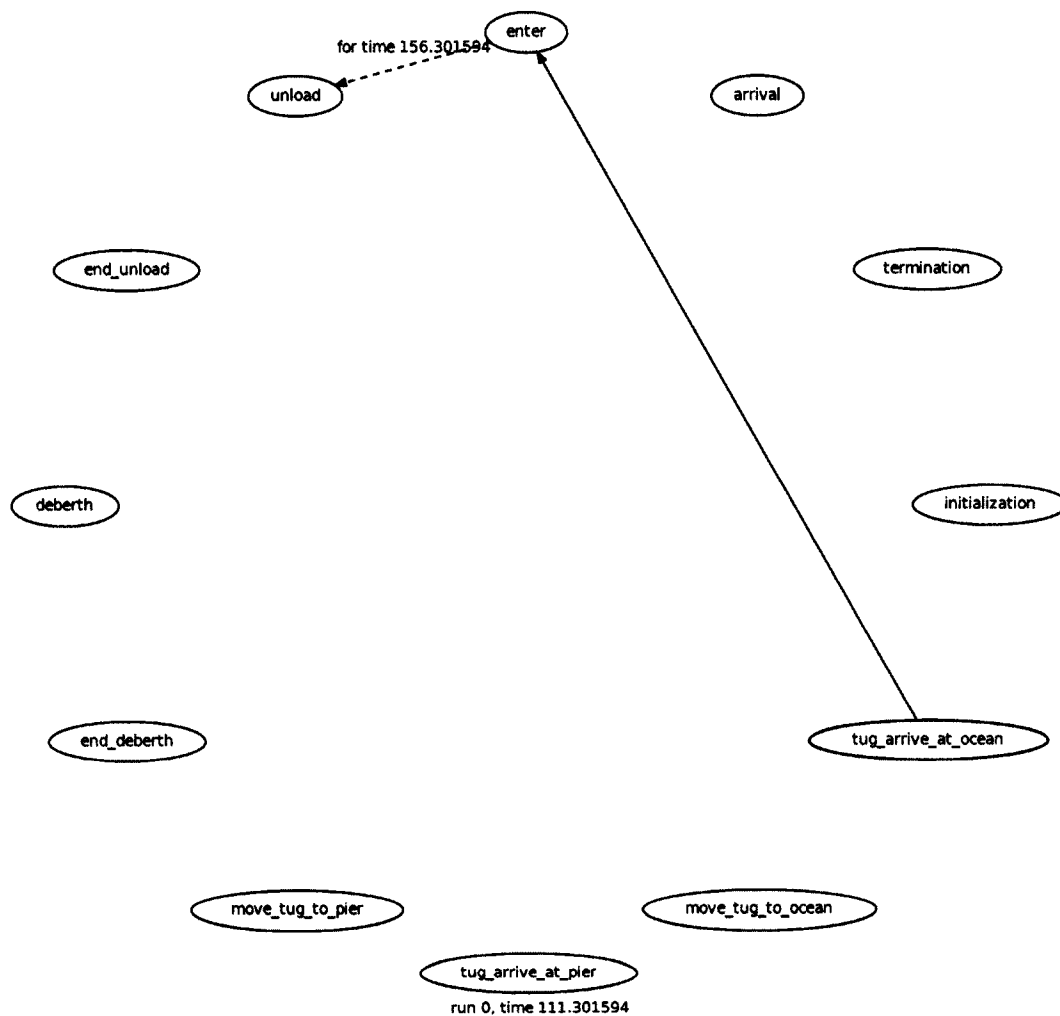 enter
for time 156.301594
unload
arrival
end_unload
termination
deberth
initialization
end_deberth
tug_arrive_at_ocean
move_tug_to_pier
move_tug_to_ocean
tug_arrive_at_pier
run 0, time 111.301594